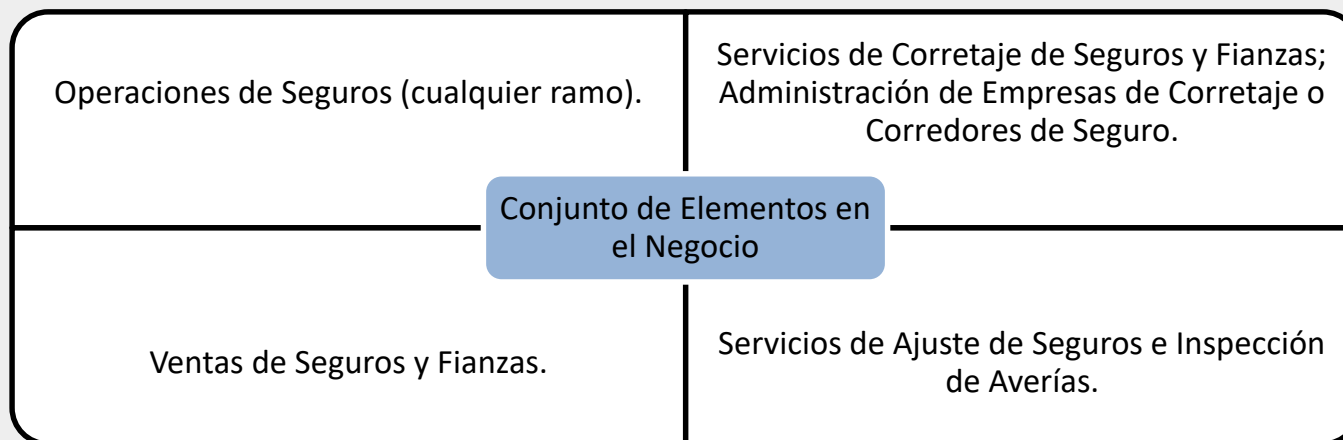 Operaciones de Seguros (cualquier ramo).
Servicios de Corretaje de Seguros y Fianzas;
Administración de Empresas de Corretaje o
Corredores de Seguro.
Conjunto de Elementos en
el Negocio
Ventas de Seguros y Fianzas.
Servicios de Ajuste de Seguros e Inspección
de Averías.